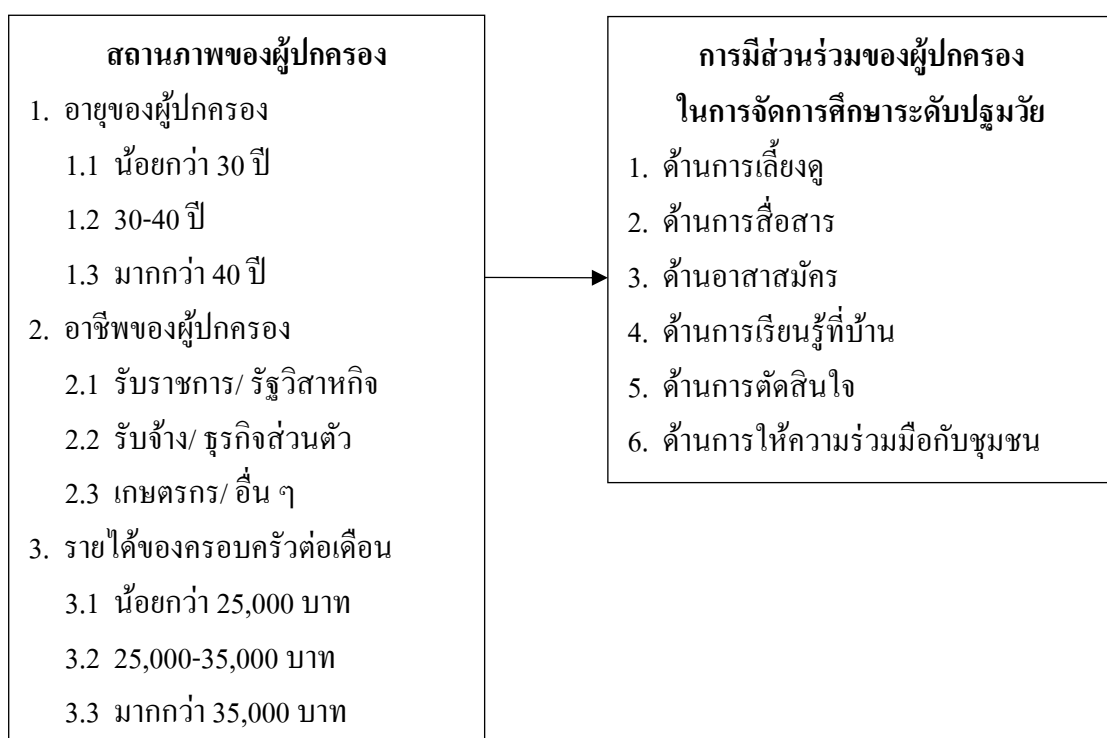 สถานภาพของผู้ปกครอง
1. อายุของผู้ปกครอง
1.1 น้อยกว่า 30 ปี
1.2 30-40 ปี
1.3 มากกว่า 40 ปี
2. อาชีพของผู้ปกครอง
2.1 รับราชการ/ รัฐวิสาหกิจ
2.2 รับจ้าง/ ธุรกิจส่วนตัว
2.3 เกษตรกร/ อื่น ๆ
3. รายได้ของครอบครัวต่อเดือน
3.1 น้อยกว่า 25,000 บาท
3.2 25,000-35,000 บาท
3.3 มากกว่า 35,000 บาท
การมีส่วนร่วมของผู้ปกครอง
ในการจัดการศึกษาระดับปฐมวัย
1. ด้านการเลี้ยงดู
2. ด้านการสื่อสาร
3. ด้านอาสาสมัคร
4. ด้านการเรียนรู้ที่บ้าน
5. ด้านการตัดสินใจ
6. ด้านการให้ความร่วมมือกับชุมชน